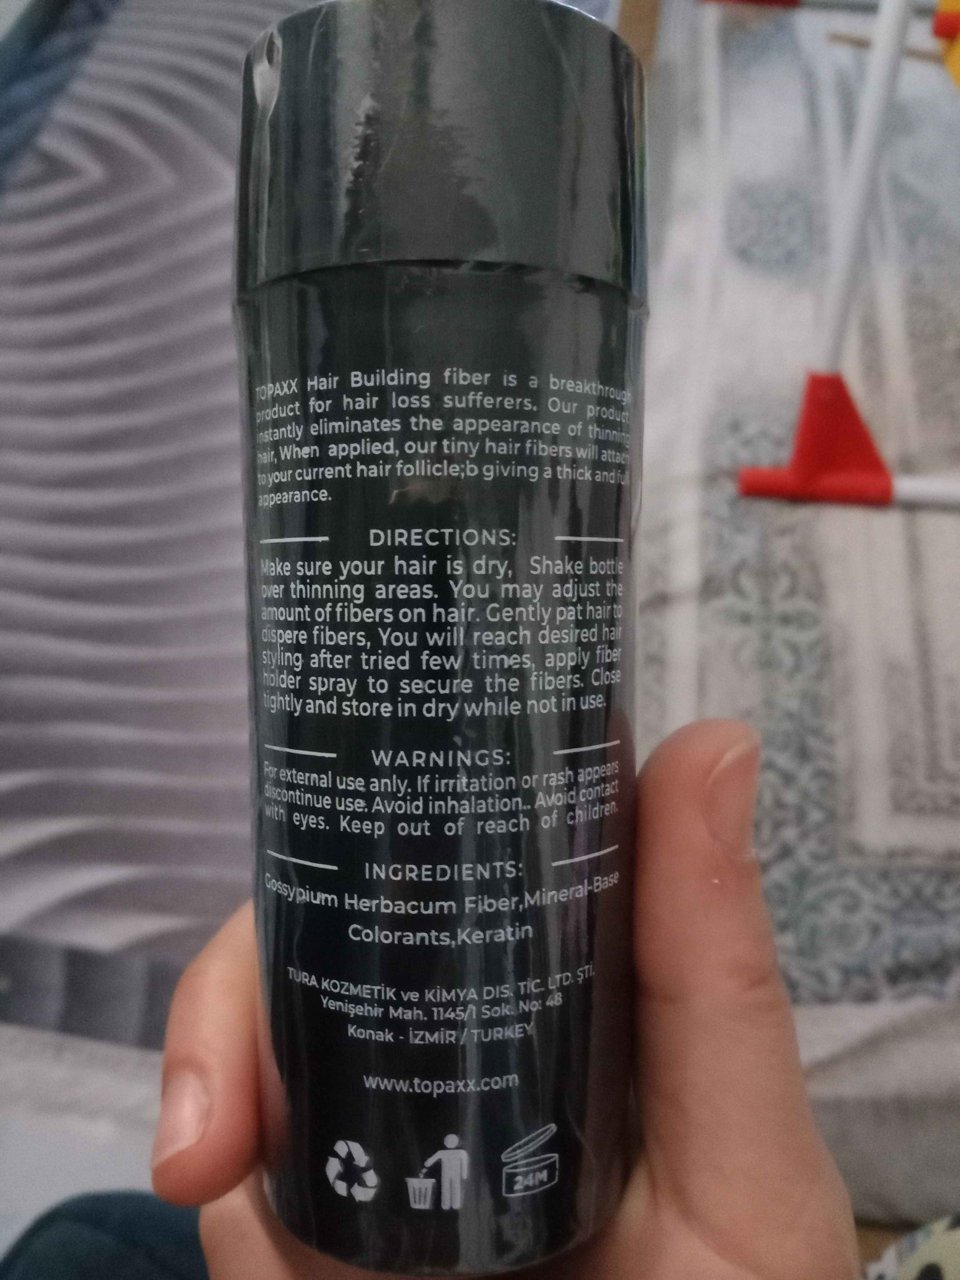 TOPAXX Hair Building fiber is a breakthrough
product for hair loss sufferers. Our product,
instantly eliminates the appearance of thinning
hair, When applied, our tiny hair fibers will attach
to your current hair follicle;b giving a thick and full
appearance.
DIRECTIONS:
Make sure your hair is dry, Shake bottle
over thinning areas. You may adjust the
amount of fibers on hair. Gently pat hair to
dispere fibers, You will reach desired hair
styling after tried few times, apply fiber
holder spray to secure the fibers. Close
tightly and store in dry while not in use.
WARNINGS:
For external use anly. If irritation or rash appears
discontinue use. Avoid inhalation.. Avoid contact
with eyes. Keep out of reach of children.
INGREDIENTS:
Gossypium Herbacum Fiber,Mineral-Base
Colorants,Keratin
TURA KOZMETİK ve KİMYA DIS. TİC. LTD. ŞTİ.
Yenişehir Mah. 1145/1 Sok. No: 48
Konak - İZMİR / TURKEY
www.topaxx.com
24M